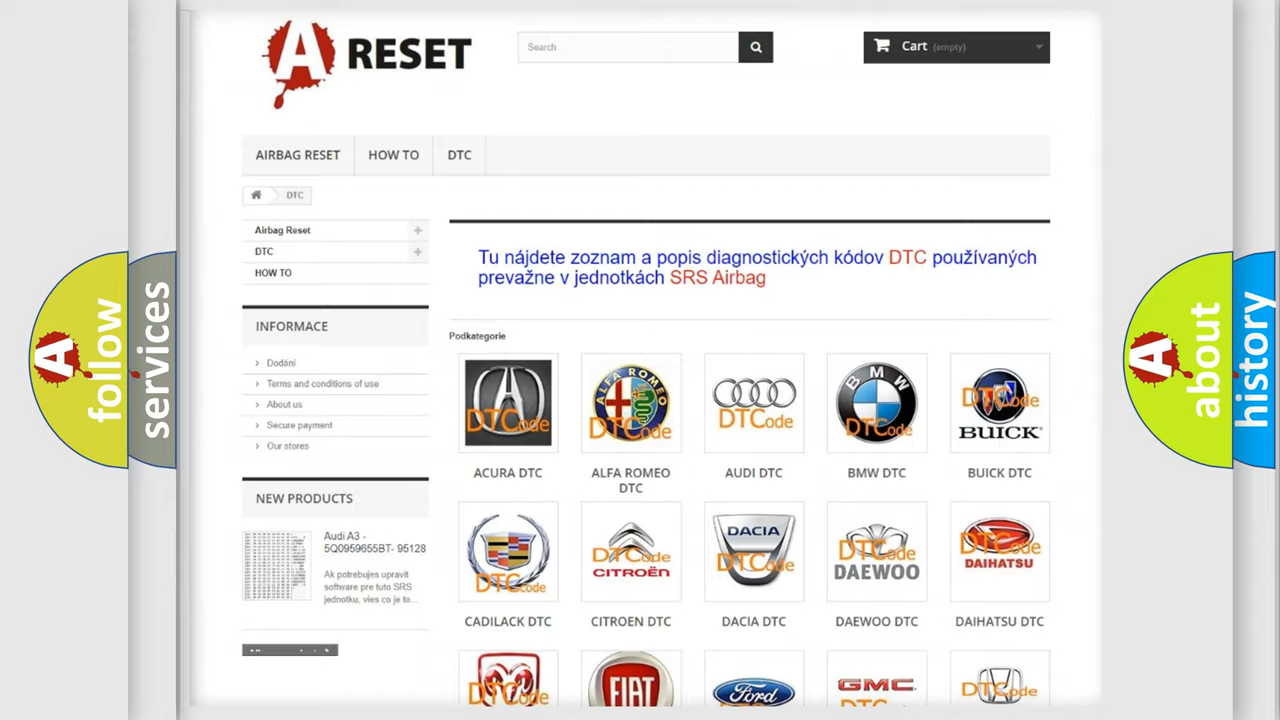 A RESET
Search
Cart (empty)
AIRBAG RESET
HOW TO
DTC
DTC
Airbag Reset
DTC
HOW TO
INFORMACE
Dodání
Terms and conditions of use
About us
Secure payment
Our stores
NEW PRODUCTS
Audi A3 -
5Q0959655BT- 95128
Ak potrebujes upravit
software pre tuto SRS
jednotku, vies co je to...
Tu nájdete zoznam a popis diagnostických kódov DTC používaných
prevažne v jednotkách SRS Airbag
Podkategorie
DTCode
ALFA ROMEO
DTCode
DTCode
BMW
DTCode
DTCode
BUICK
ACURA DTC
ALFA ROMEO
DTC
AUDI DTC
BMW DTC
BUICK DTC
DTCode
DTCode
CITROËN
DACIA
DTCode
DTCode
DAEWOO
DTCode
DAIHATSU
CADILACK DTC
CITROEN DTC
DACIA DTC
DAEWOO DTC
DAIHATSU DTC
DTCode
FIAT
Ford
GMC
DTCode
A follow
services
A about
history